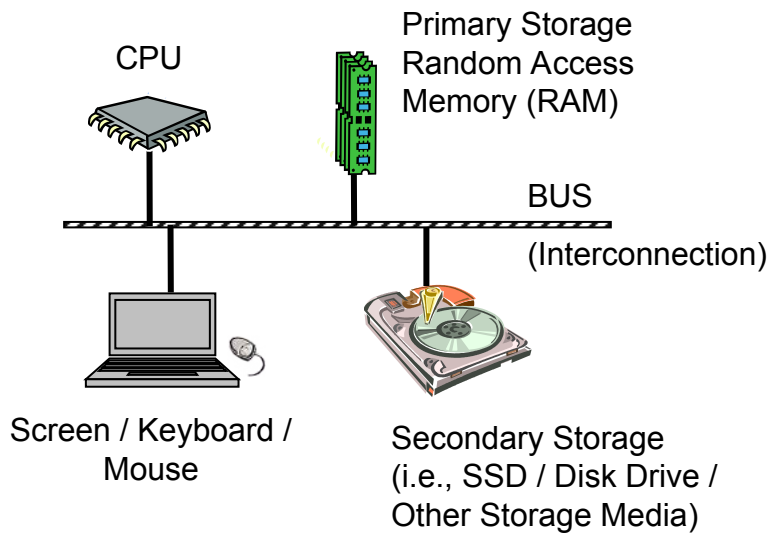 CPU
Primary Storage
Random Access
Memory (RAM)
BUS
(Interconnection)
Screen / Keyboard /
Mouse
Secondary Storage
(i.e., SSD / Disk Drive /
Other Storage Media)